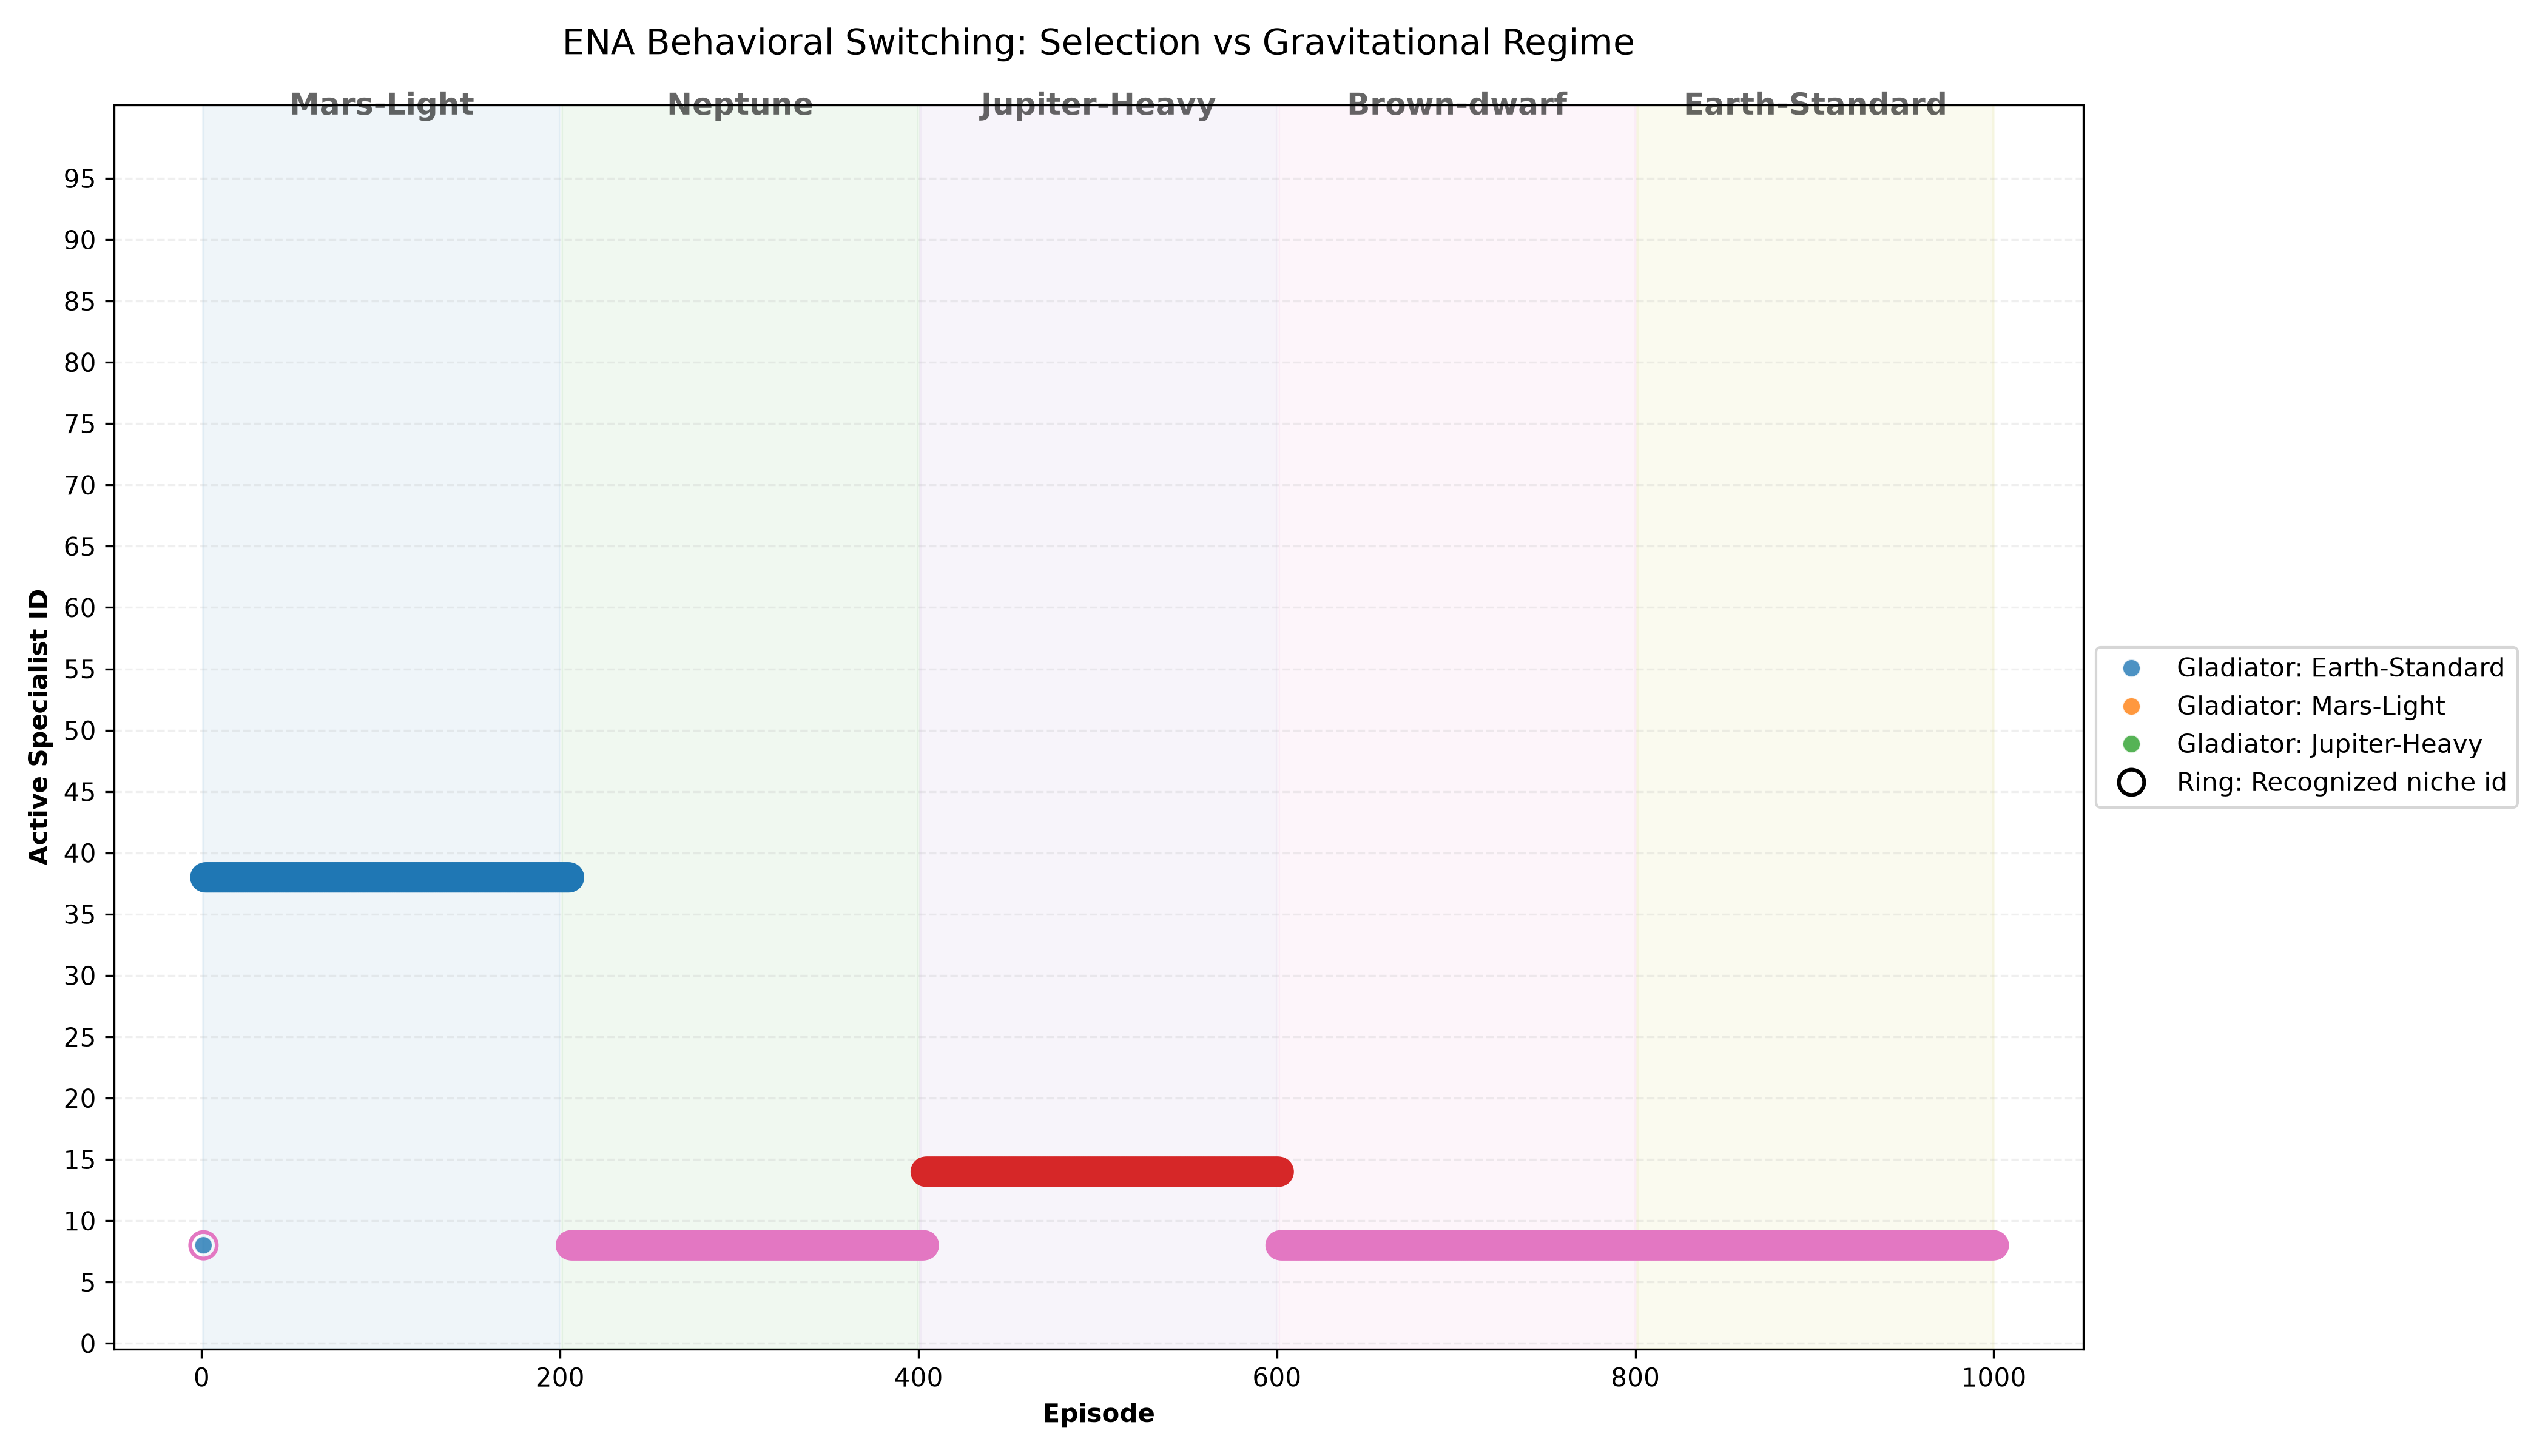 ENA Behavioral Switching: Selection vs Gravitational Regime
Mars-Light Neptune Jupiter-Heavy Brown-dwarf Earth-Standard
95
90
85
80
75
70
65
60
55
50
45
40
35
30
25
20
15
10
5
0
Active Specialist ID
0 200 400 600 800 1000
Episode
Gladiator: Earth-Standard
Gladiator: Mars-Light
Gladiator: Jupiter-Heavy
Ring: Recognized niche id